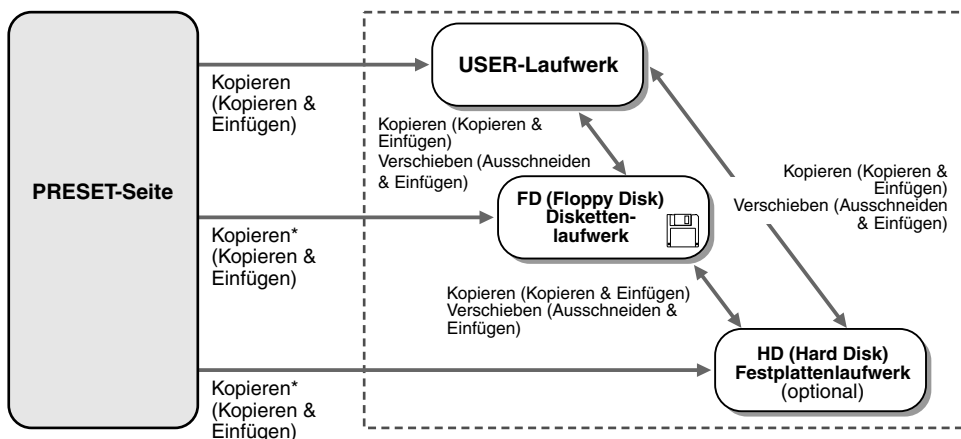 PRESET-Seite
Kopieren
(Kopieren &
Einfügen)
USER-Laufwerk
Kopieren (Kopieren &
Einfügen)
Verschieben (Ausschneiden
& Einfügen)
Kopieren (Kopieren &
Einfügen)
Verschieben (Ausschneiden
& Einfügen)
FD (Floppy Disk)
Disketten-
laufwerk
Kopieren*
(Kopieren &
Einfügen)
Kopieren (Kopieren & Einfügen)
Verschieben (Ausschneiden &
Einfügen)
HD (Hard Disk)
Festplattenlaufwerk
(optional)
Kopieren*
(Kopieren &
Einfügen)